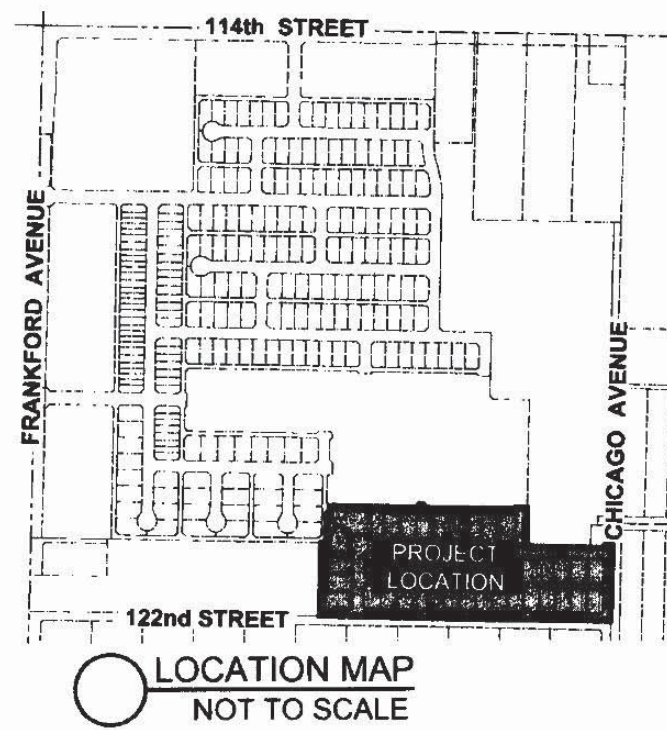 114th STREET
FRANKFORD AVENUE
CHICAGO AVENUE
PROJECT
LOCATION
122nd STREET
LOCATION MAP
NOT TO SCALE